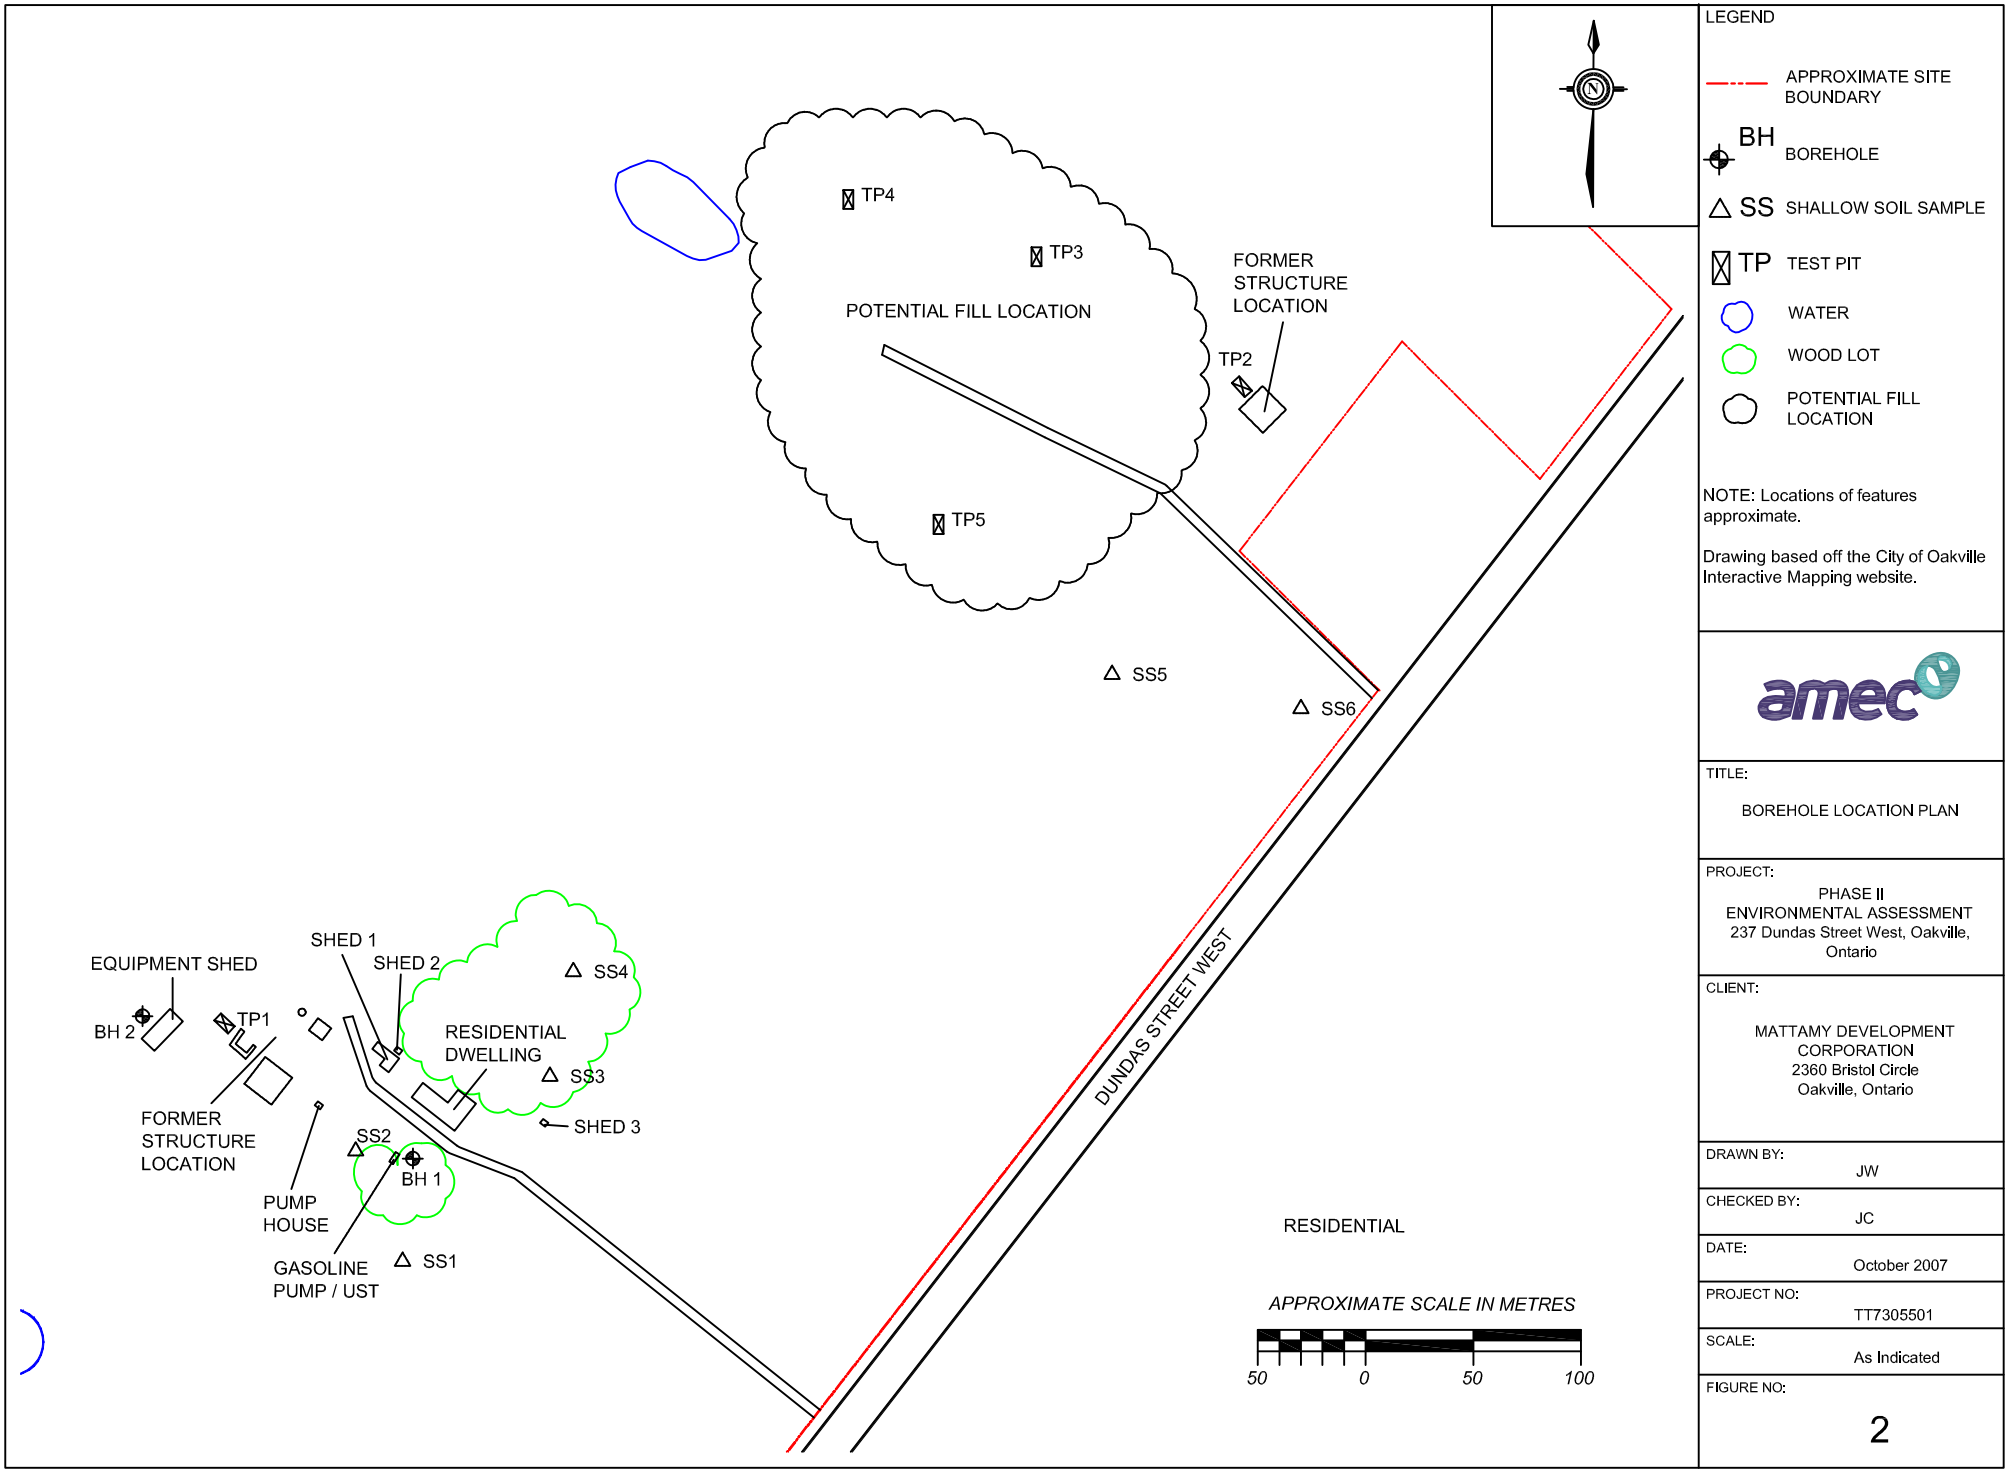 TP4
TP3
POTENTIAL FILL LOCATION
FORMER
STRUCTURE
LOCATION
TP2
TP5
SS5
SS6
SHED 1
SHED 2
EQUIPMENT SHED
SS4
BH 2
TP1
RESIDENTIAL
DWELLING
SS3
SHED 3
FORMER
STRUCTURE
LOCATION
SS2
BH 1
PUMP
HOUSE
GASOLINE
PUMP / UST
SS1
DUNDAS STREET WEST
RESIDENTIAL
APPROXIMATE SCALE IN METRES
50 0 50 100
N
LEGEND
APPROXIMATE SITE
BOUNDARY
BH
BOREHOLE
SS SHALLOW SOIL SAMPLE
TP TEST PIT
WATER
WOOD LOT
POTENTIAL FILL
LOCATION
NOTE: Locations of features
approximate.
Drawing based off the City of Oakville
Interactive Mapping website.
amec
TITLE:
BOREHOLE LOCATION PLAN
PROJECT:
PHASE II
ENVIRONMENTAL ASSESSMENT
237 Dundas Street West, Oakville,
Ontario
CLIENT:
MATTAMY DEVELOPMENT
CORPORATION
2360 Bristol Circle
Oakville, Ontario
DRAWN BY:
JW
CHECKED BY:
JC
DATE:
October 2007
PROJECT NO:
TT7305501
SCALE:
As Indicated
FIGURE NO:
2